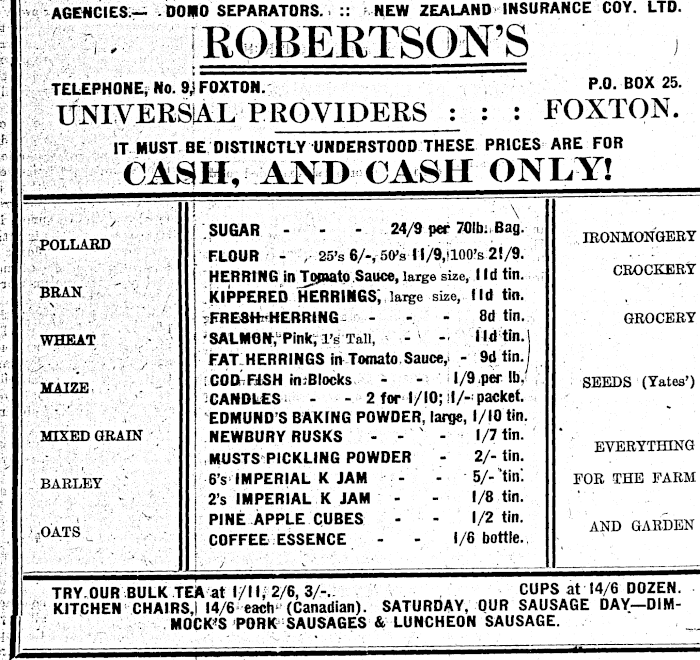 AGENCIES.— DOMO SEPARATORS. :: NEW ZEALAND INSURANCE COY. LTD.
ROBERTSON'S
TELEPHONE, No. 9, FOXTON. P.O. BOX 25.
UNIVERSAL PROVIDERS : : : FOXTON.
IT MUST BE DISTINCTLY UNDERSTOOD THESE PRICES ARE FOR
CASH, AND CASH ONLY!
POLLARD
BRAN
WHEAT
MAIZE
MIXED GRAIN
BARLEY
OATS
SUGAR - - - 24/9 per 70lb. Bag.
FLOUR - 25's 6/-, 50's 11/9, 100's 21/9.
HERRING in Tomato Sauce, large size, 11d tin.
KIPPERED HERRINGS, large size, 11d tin.
FRESH HERRING - - - 8d tin.
SALMON, Pink, 1's Tall, - - 11d tin.
FAT HERRINGS in Tomato Sauce, - 9d tin.
COD FISH in Blocks - - 1/9 per lb.
CANDLES - - 2 for 1/10; 1/- packet.
EDMUND'S BAKING POWDER, large, 1/10 tin.
NEWBURY RUSKS - - - 1/7 tin.
MUSTS PICKLING POWDER - 2/- tin.
6's IMPERIAL K JAM - - 5/- tin.
2's IMPERIAL K JAM - - 1/8 tin.
PINE APPLE CUBES - - 1/2 tin.
COFFEE ESSENCE - - 1/6 bottle.
IRONMONGERY
CROCKERY
GROCERY
SEEDS (Yates')
EVERYTHING
FOR THE FARM
AND GARDEN
TRY OUR BULK TEA at 1/11, 2/6, 3/-. CUPS at 14/6 DOZEN.
KITCHEN CHAIRS, 14/6 each (Canadian). SATURDAY, OUR SAUSAGE DAY—DIM-
MOCK'S PORK SAUSAGES & LUNCHEON SAUSAGE.